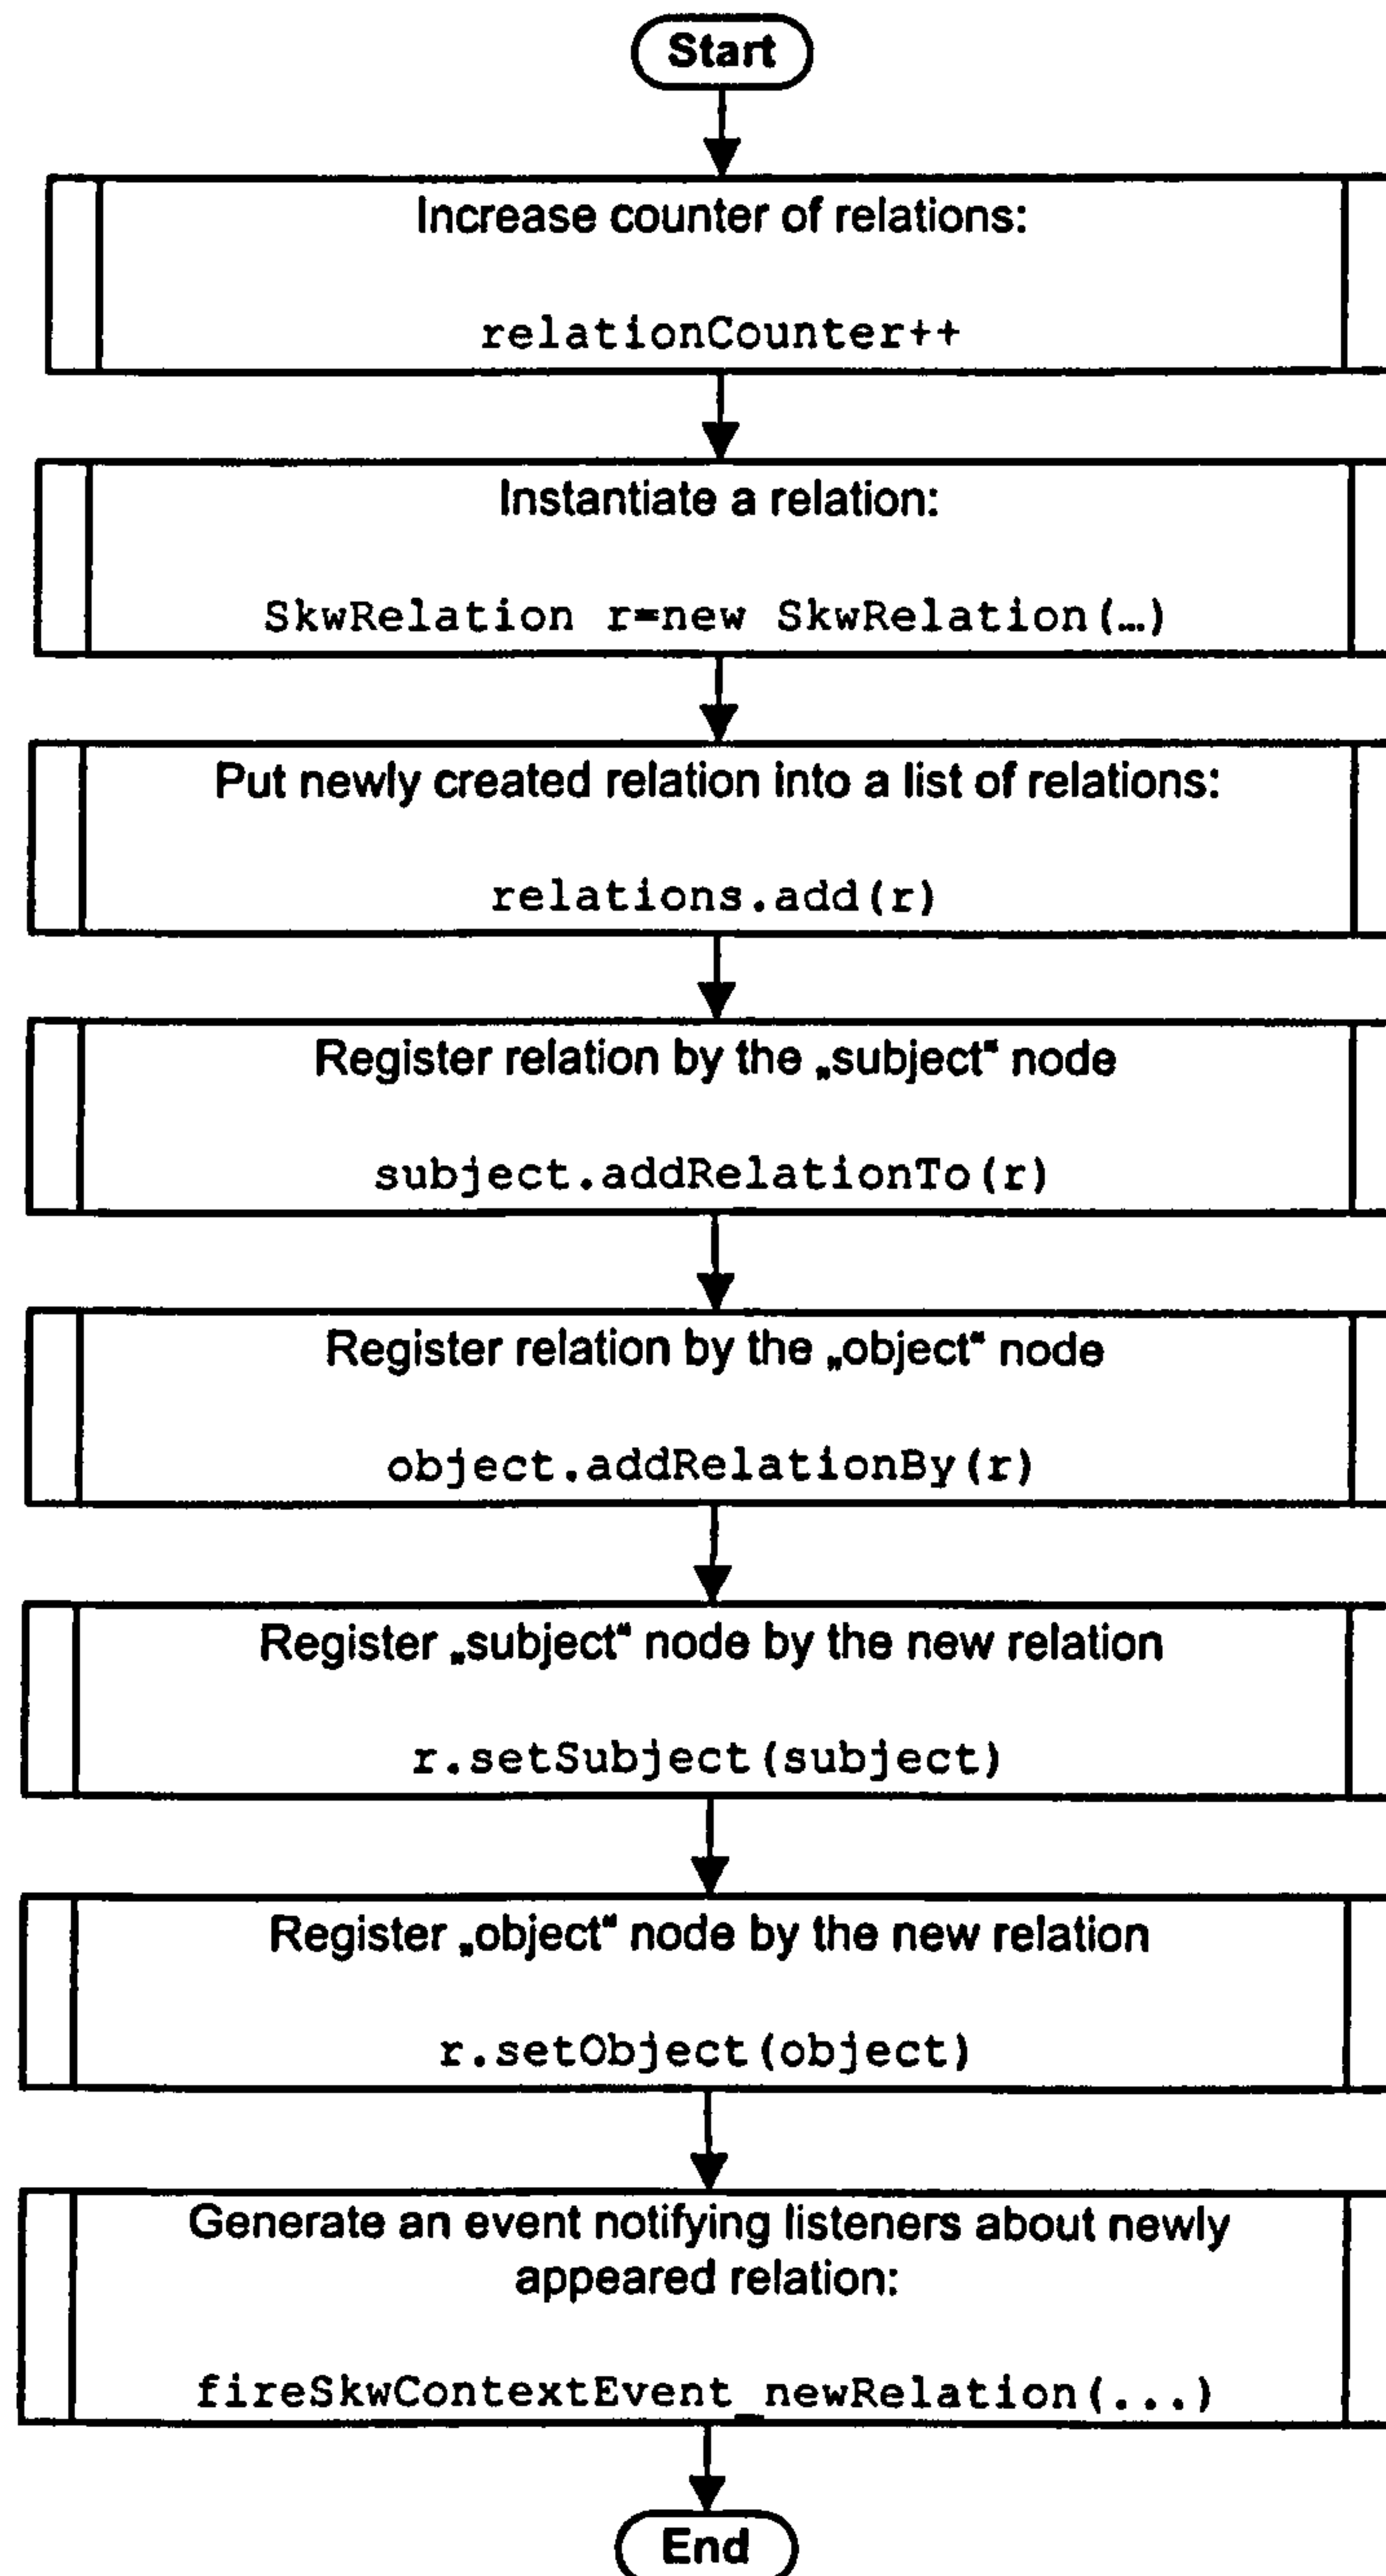 Start
Increase counter of relations:
relationCounter++
Instantiate a relation:
SkwRelation r=new SkwRelation(…)
Put newly created relation into a list of relations:
relations.add(r)
Register relation by the „subject“ node
subject.addRelationTo(r)
Register relation by the „object“ node
object.addRelationBy(r)
Register „subject“ node by the new relation
r.setSubject(subject)
Register „object“ node by the new relation
r.setObject(object)
Generate an event notifying listeners about newly
appeared relation:
fireSkwContextEvent_newRelation(...)
End